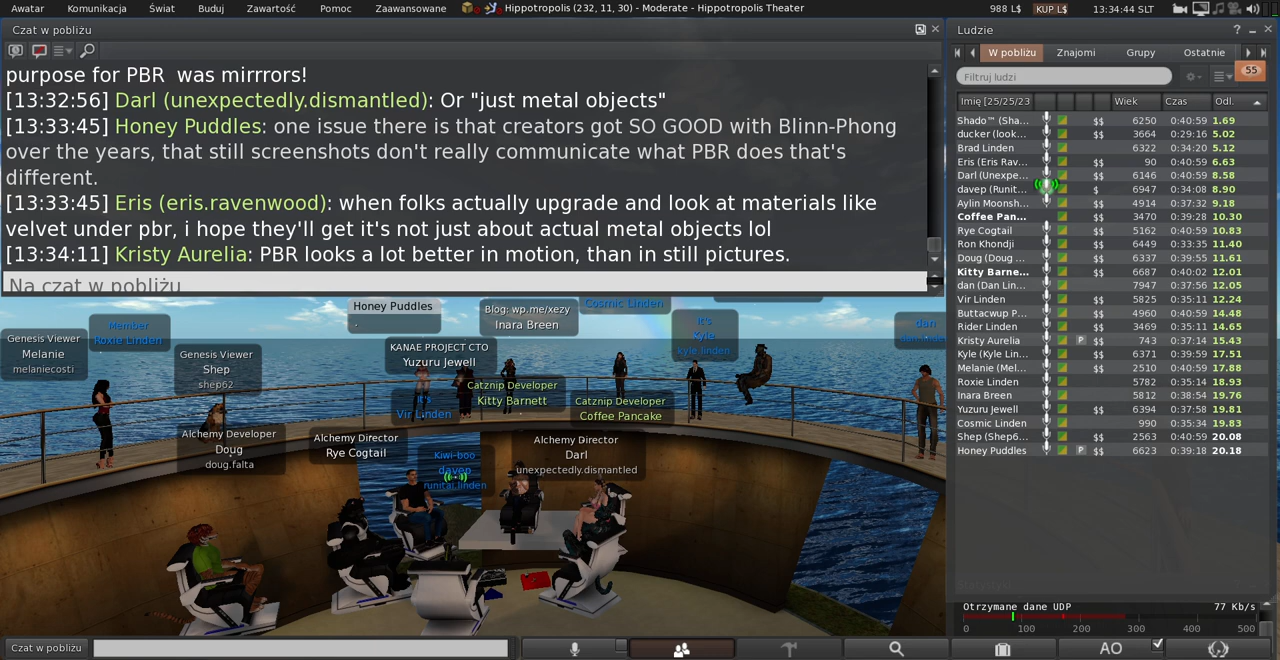 Awatar Komunikacja Świat Buduj Zawartość Pomoc Zaawansowane Hippotropolis (232, 11, 30) - Moderate - Hippotropolis Theater 988 L$ KUP L$ 13:34:44 SLT
Czat w pobliżu
purpose for PBR  was mirrrors!
[13:32:56] Darl (unexpectedly.dismantled): Or "just metal objects"
[13:33:45] Honey Puddles: one issue there is that creators got SO GOOD with Blinn-Phong
over the years, that still screenshots don't really communicate what PBR does that's
different.
[13:33:45] Eris (eris.ravenwood): when folks actually upgrade and look at materials like
velvet under pbr, i hope they'll get it's not just about actual metal objects lol
[13:34:11] Kristy Aurelia: PBR looks a lot better in motion, than in still pictures.
Na czat w pobliżu
Honey Puddles
.
Blog: wp.me/xezy
Inara Breen
Cosmic Linden
it's
Kyle
kyle.linden
dan
Member
Roxie Linden
Genesis Viewer
Melanie
melaniecosti
Genesis Viewer
Shep
shep62
KANAE PROJECT CTO
Yuzuru Jewell
it's
Vir Linden
Catznip Developer
Kitty Barnett
Catznip Developer
Coffee Pancake
Alchemy Developer
Doug
doug.falta
Alchemy Director
Rye Cogtail
Kiwi-boo
davep
runitai.linden
Alchemy Director
Darl
unexpectedly.dismantled
Czat w pobliżu
Ludzie
W pobliżu Znajomi Grupy Ostatnie
Filtruj ludzi
55
Imię [25/25/23 Wiek Czas Odl.
Shado™ (Sha... $$ 6250 0:40:59 1.69
ducker (look... $$ 3664 0:29:16 5.02
Brad Linden 6322 0:34:20 5.12
Eris (Eris Rav... $$ 90 0:40:59 6.63
Darl (Unexpe... $$ 6146 0:40:59 8.58
davep (Runit... $ 6947 0:34:08 8.90
Aylin Moonsh... $$ 4914 0:37:32 9.18
Coffee Pan... $$ 3470 0:39:28 10.30
Rye Cogtail $$ 5162 0:40:59 10.83
Ron Khondji $$ 6449 0:33:35 11.40
Doug (Doug ... $$ 6337 0:39:55 11.61
Kitty Barne... $$ 6687 0:40:02 12.01
dan (Dan Lin... 7947 0:37:56 12.05
Vir Linden $$ 5825 0:35:11 12.24
Buttacwup P... $$ 4960 0:40:59 14.48
Rider Linden $$ 3469 0:35:11 14.65
Kristy Aurelia P $$ 743 0:37:14 15.43
Kyle (Kyle Lin... $$ 6371 0:39:59 17.51
Melanie (Mel... $$ 2510 0:40:59 17.88
Roxie Linden 5782 0:35:14 18.93
Inara Breen 5812 0:38:54 19.76
Yuzuru Jewell $$ 6394 0:37:58 19.81
Cosmic Linden 990 0:35:34 19.83
Shep (Shep6... $$ 2563 0:40:59 20.08
Honey Puddles P $$ 6623 0:39:18 20.18
Otrzymane dane UDP 77 Kb/s
0 100 200 300 400 500
AO